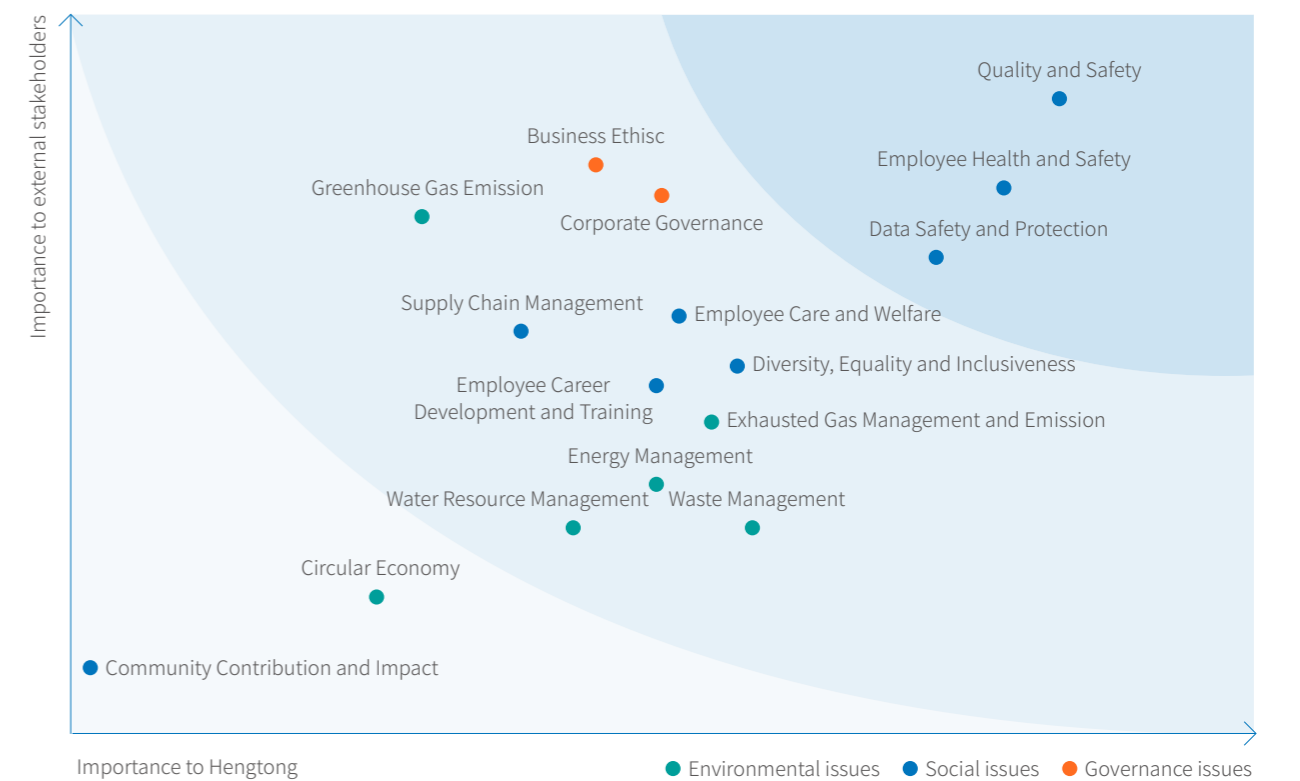 Importance to external stakeholders
Quality and Safety
Business Ethisc
Employee Health and Safety
Greenhouse Gas Emission
Corporate Governance
Data Safety and Protection
Supply Chain Management
Employee Care and Welfare
Diversity, Equality and Inclusiveness
Employee Career
Development and Training
Exhausted Gas Management and Emission
Energy Management
Water Resource Management
Waste Management
Circular Economy
Community Contribution and Impact
Importance to Hengtong
Environmental issues
Social issues
Governance issues